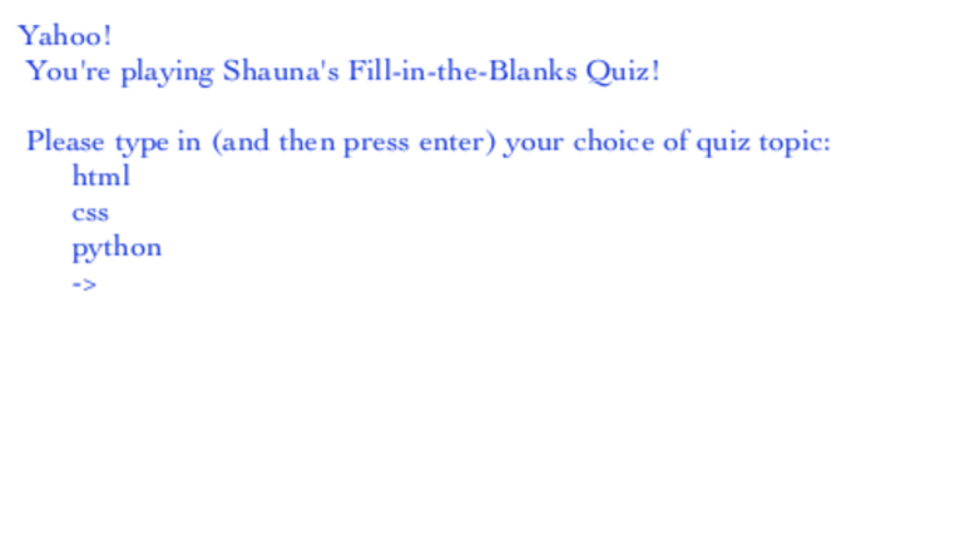 Yahoo!
You're playing Shauna's Fill-in-the-Blanks Quiz!
Please type in (and then press enter) your choice of quiz topic:
html
css
python
->